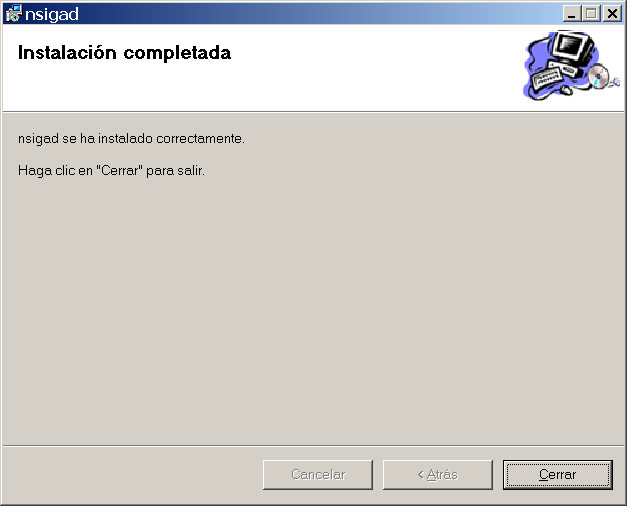 nsigad
Instalación completada
nsigad se ha instalado correctamente.
Haga clic en "Cerrar" para salir.
Cancelar
< Atrás
Cerrar